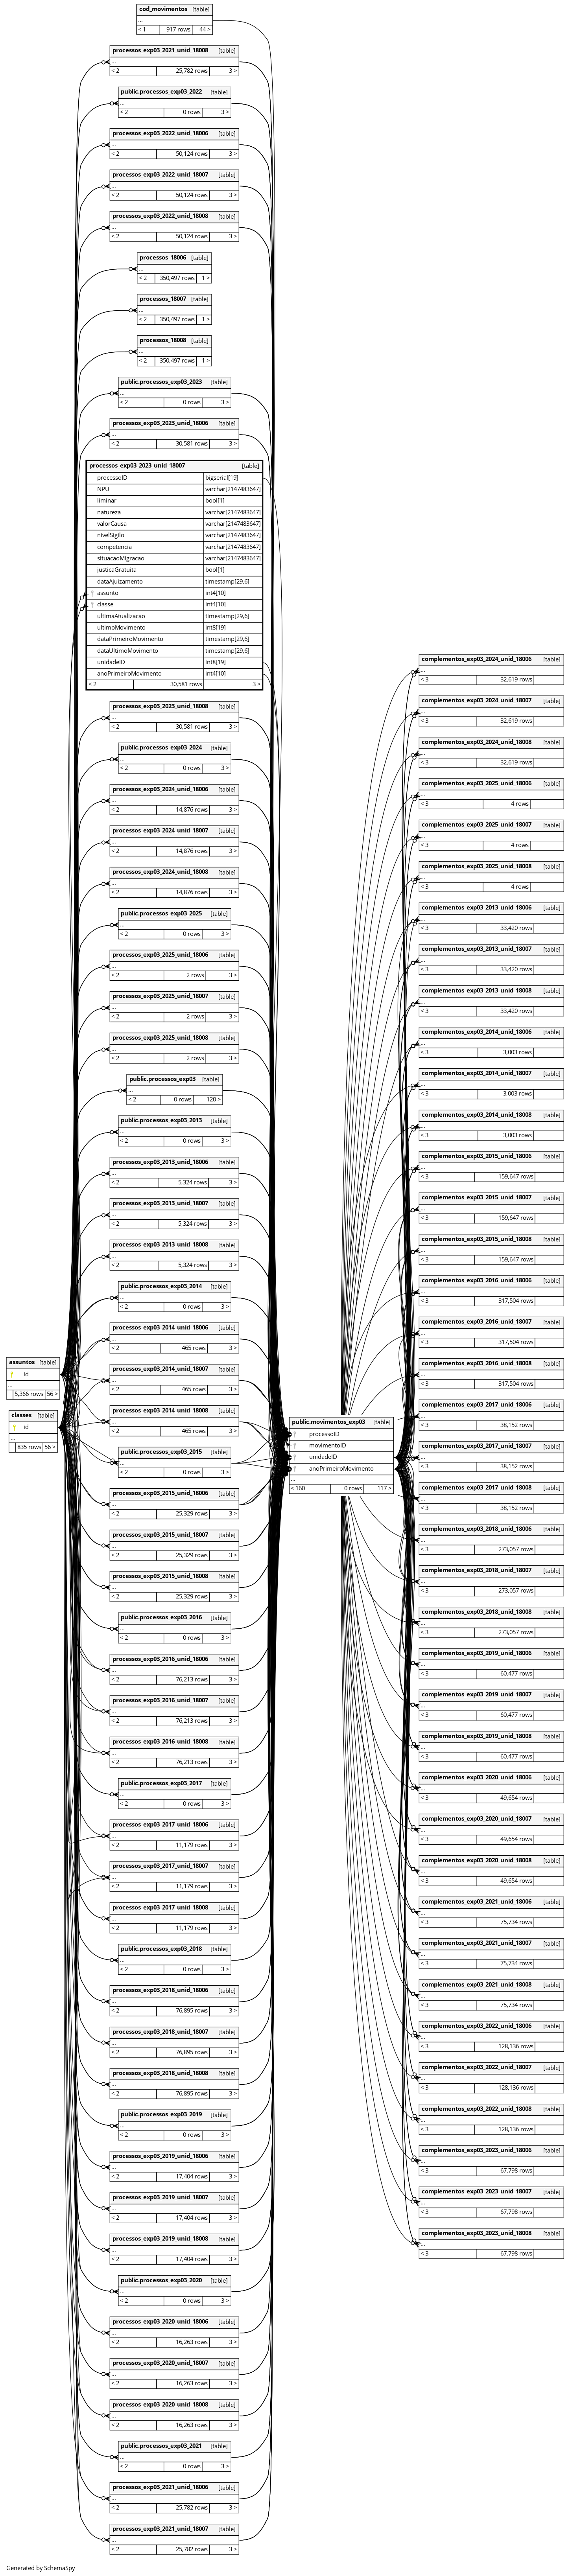 cod_movimentos [table]
...
< 1 917 rows 44 >
processos_exp03_2021_unid_18008 [table]
...
< 2 25,782 rows 3 >
public.processos_exp03_2022 [table]
...
< 2 0 rows 3 >
processos_exp03_2022_unid_18006 [table]
...
< 2 50,124 rows 3 >
processos_exp03_2022_unid_18007 [table]
...
< 2 50,124 rows 3 >
processos_exp03_2022_unid_18008 [table]
...
< 2 50,124 rows 3 >
processos_18006 [table]
...
< 2 350,497 rows 1 >
processos_18007 [table]
...
< 2 350,497 rows 1 >
processos_18008 [table]
...
< 2 350,497 rows 1 >
public.processos_exp03_2023 [table]
...
< 2 0 rows 3 >
processos_exp03_2023_unid_18006 [table]
...
< 2 30,581 rows 3 >
processos_exp03_2023_unid_18007 [table]
processoID bigserial[19]
NPU varchar[2147483647]
liminar bool[1]
natureza varchar[2147483647]
valorCausa varchar[2147483647]
nivelSigilo varchar[2147483647]
competencia varchar[2147483647]
situacaoMigracao varchar[2147483647]
justicaGratuita bool[1]
dataAjuizamento timestamp[29,6]
assunto int4[10]
classe int4[10]
ultimaAtualizacao timestamp[29,6]
ultimoMovimento int8[19]
dataPrimeiroMovimento timestamp[29,6]
dataUltimoMovimento timestamp[29,6]
unidadeID int8[19]
anoPrimeiroMovimento int4[10]
< 2 30,581 rows 3 >
processos_exp03_2023_unid_18008 [table]
...
< 2 30,581 rows 3 >
public.processos_exp03_2024 [table]
...
< 2 0 rows 3 >
processos_exp03_2024_unid_18006 [table]
...
< 2 14,876 rows 3 >
processos_exp03_2024_unid_18007 [table]
...
< 2 14,876 rows 3 >
processos_exp03_2024_unid_18008 [table]
...
< 2 14,876 rows 3 >
public.processos_exp03_2025 [table]
...
< 2 0 rows 3 >
processos_exp03_2025_unid_18006 [table]
...
< 2 2 rows 3 >
processos_exp03_2025_unid_18007 [table]
...
< 2 2 rows 3 >
processos_exp03_2025_unid_18008 [table]
...
< 2 2 rows 3 >
public.processos_exp03 [table]
...
< 2 0 rows 120 >
public.processos_exp03_2013 [table]
...
< 2 0 rows 3 >
processos_exp03_2013_unid_18006 [table]
...
< 2 5,324 rows 3 >
processos_exp03_2013_unid_18007 [table]
...
< 2 5,324 rows 3 >
processos_exp03_2013_unid_18008 [table]
...
< 2 5,324 rows 3 >
public.processos_exp03_2014 [table]
...
< 2 0 rows 3 >
processos_exp03_2014_unid_18006 [table]
...
< 2 465 rows 3 >
processos_exp03_2014_unid_18007 [table]
...
< 2 465 rows 3 >
processos_exp03_2014_unid_18008 [table]
...
< 2 465 rows 3 >
public.processos_exp03_2015 [table]
...
< 2 0 rows 3 >
processos_exp03_2015_unid_18006 [table]
...
< 2 25,329 rows 3 >
processos_exp03_2015_unid_18007 [table]
...
< 2 25,329 rows 3 >
processos_exp03_2015_unid_18008 [table]
...
< 2 25,329 rows 3 >
public.processos_exp03_2016 [table]
...
< 2 0 rows 3 >
processos_exp03_2016_unid_18006 [table]
...
< 2 76,213 rows 3 >
processos_exp03_2016_unid_18007 [table]
...
< 2 76,213 rows 3 >
processos_exp03_2016_unid_18008 [table]
...
< 2 76,213 rows 3 >
public.processos_exp03_2017 [table]
...
< 2 0 rows 3 >
processos_exp03_2017_unid_18006 [table]
...
< 2 11,179 rows 3 >
processos_exp03_2017_unid_18007 [table]
...
< 2 11,179 rows 3 >
processos_exp03_2017_unid_18008 [table]
...
< 2 11,179 rows 3 >
public.processos_exp03_2018 [table]
...
< 2 0 rows 3 >
processos_exp03_2018_unid_18006 [table]
...
< 2 76,895 rows 3 >
processos_exp03_2018_unid_18007 [table]
...
< 2 76,895 rows 3 >
processos_exp03_2018_unid_18008 [table]
...
< 2 76,895 rows 3 >
public.processos_exp03_2019 [table]
...
< 2 0 rows 3 >
processos_exp03_2019_unid_18006 [table]
...
< 2 17,404 rows 3 >
processos_exp03_2019_unid_18007 [table]
...
< 2 17,404 rows 3 >
processos_exp03_2019_unid_18008 [table]
...
< 2 17,404 rows 3 >
public.processos_exp03_2020 [table]
...
< 2 0 rows 3 >
processos_exp03_2020_unid_18006 [table]
...
< 2 16,263 rows 3 >
processos_exp03_2020_unid_18007 [table]
...
< 2 16,263 rows 3 >
processos_exp03_2020_unid_18008 [table]
...
< 2 16,263 rows 3 >
public.processos_exp03_2021 [table]
...
< 2 0 rows 3 >
processos_exp03_2021_unid_18006 [table]
...
< 2 25,782 rows 3 >
processos_exp03_2021_unid_18007 [table]
...
< 2 25,782 rows 3 >
assuntos [table]
id
...
5,366 rows 56 >
classes [table]
id
...
835 rows 56 >
public.movimentos_exp03 [table]
processoID
movimentoID
unidadeID
anoPrimeiroMovimento
...
< 160 0 rows 117 >
complementos_exp03_2024_unid_18006 [table]
...
< 3 32,619 rows
complementos_exp03_2024_unid_18007 [table]
...
< 3 32,619 rows
complementos_exp03_2024_unid_18008 [table]
...
< 3 32,619 rows
complementos_exp03_2025_unid_18006 [table]
...
< 3 4 rows
complementos_exp03_2025_unid_18007 [table]
...
< 3 4 rows
complementos_exp03_2025_unid_18008 [table]
...
< 3 4 rows
complementos_exp03_2013_unid_18006 [table]
...
< 3 33,420 rows
complementos_exp03_2013_unid_18007 [table]
...
< 3 33,420 rows
complementos_exp03_2013_unid_18008 [table]
...
< 3 33,420 rows
complementos_exp03_2014_unid_18006 [table]
...
< 3 3,003 rows
complementos_exp03_2014_unid_18007 [table]
...
< 3 3,003 rows
complementos_exp03_2014_unid_18008 [table]
...
< 3 3,003 rows
complementos_exp03_2015_unid_18006 [table]
...
< 3 159,647 rows
complementos_exp03_2015_unid_18007 [table]
...
< 3 159,647 rows
complementos_exp03_2015_unid_18008 [table]
...
< 3 159,647 rows
complementos_exp03_2016_unid_18006 [table]
...
< 3 317,504 rows
complementos_exp03_2016_unid_18007 [table]
...
< 3 317,504 rows
complementos_exp03_2016_unid_18008 [table]
...
< 3 317,504 rows
complementos_exp03_2017_unid_18006 [table]
...
< 3 38,152 rows
complementos_exp03_2017_unid_18007 [table]
...
< 3 38,152 rows
complementos_exp03_2017_unid_18008 [table]
...
< 3 38,152 rows
complementos_exp03_2018_unid_18006 [table]
...
< 3 273,057 rows
complementos_exp03_2018_unid_18007 [table]
...
< 3 273,057 rows
complementos_exp03_2018_unid_18008 [table]
...
< 3 273,057 rows
complementos_exp03_2019_unid_18006 [table]
...
< 3 60,477 rows
complementos_exp03_2019_unid_18007 [table]
...
< 3 60,477 rows
complementos_exp03_2019_unid_18008 [table]
...
< 3 60,477 rows
complementos_exp03_2020_unid_18006 [table]
...
< 3 49,654 rows
complementos_exp03_2020_unid_18007 [table]
...
< 3 49,654 rows
complementos_exp03_2020_unid_18008 [table]
...
< 3 49,654 rows
complementos_exp03_2021_unid_18006 [table]
...
< 3 75,734 rows
complementos_exp03_2021_unid_18007 [table]
...
< 3 75,734 rows
complementos_exp03_2021_unid_18008 [table]
...
< 3 75,734 rows
complementos_exp03_2022_unid_18006 [table]
...
< 3 128,136 rows
complementos_exp03_2022_unid_18007 [table]
...
< 3 128,136 rows
complementos_exp03_2022_unid_18008 [table]
...
< 3 128,136 rows
complementos_exp03_2023_unid_18006 [table]
...
< 3 67,798 rows
complementos_exp03_2023_unid_18007 [table]
...
< 3 67,798 rows
complementos_exp03_2023_unid_18008 [table]
...
< 3 67,798 rows
Generated by SchemaSpy